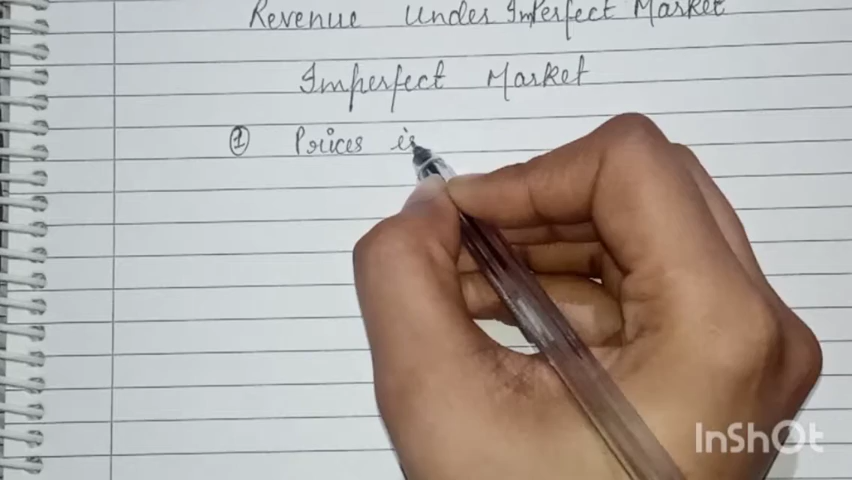 Revenue Under Imperfect Market
Imperfect Market
① Prices is
InShOt